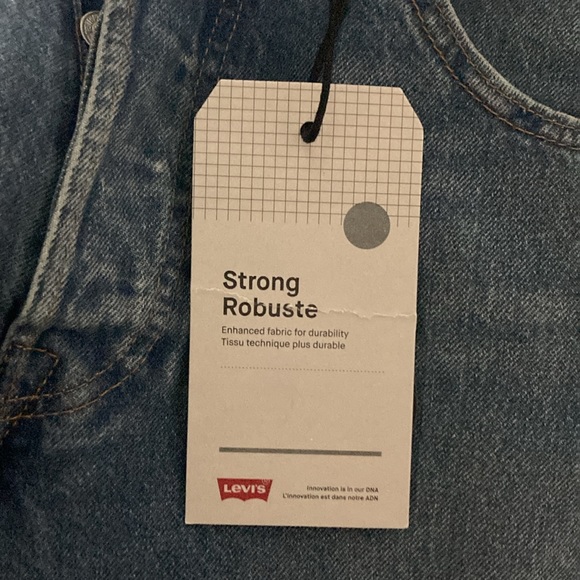 Strong
Robuste
Enhanced fabric for durability
Tissu technique plus durable
LEVI'S
Innovation is in our DNA
L'innovation est dans notre ADN